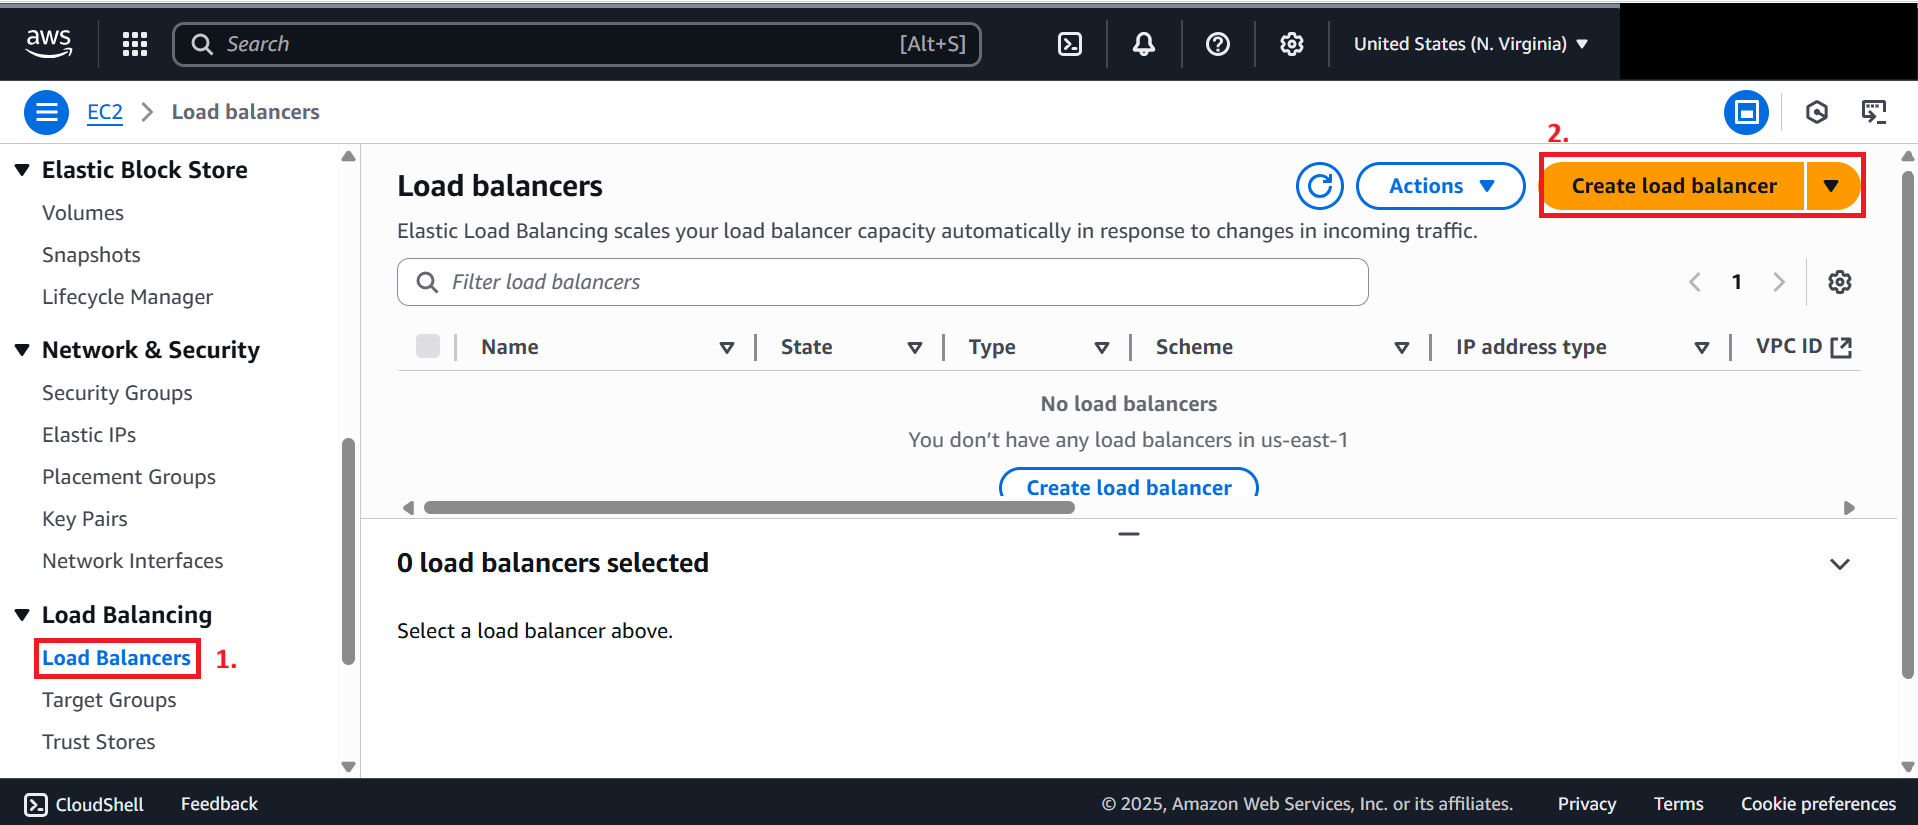 aws
Search [Alt+S]
United States (N. Virginia)
EC2 Load balancers
2.
Elastic Block Store
Volumes
Snapshots
Lifecycle Manager
Network & Security
Security Groups
Elastic IPs
Placement Groups
Key Pairs
Network Interfaces
Load Balancing
Load Balancers 1.
Target Groups
Trust Stores
Load balancers
Actions
Create load balancer
Elastic Load Balancing scales your load balancer capacity automatically in response to changes in incoming traffic.
Filter load balancers
1
Name State Type Scheme IP address type VPC ID
No load balancers
You don't have any load balancers in us-east-1
Create load balancer
0 load balancers selected
Select a load balancer above.
CloudShell Feedback © 2025, Amazon Web Services, Inc. or its affiliates. Privacy Terms Cookie preferences